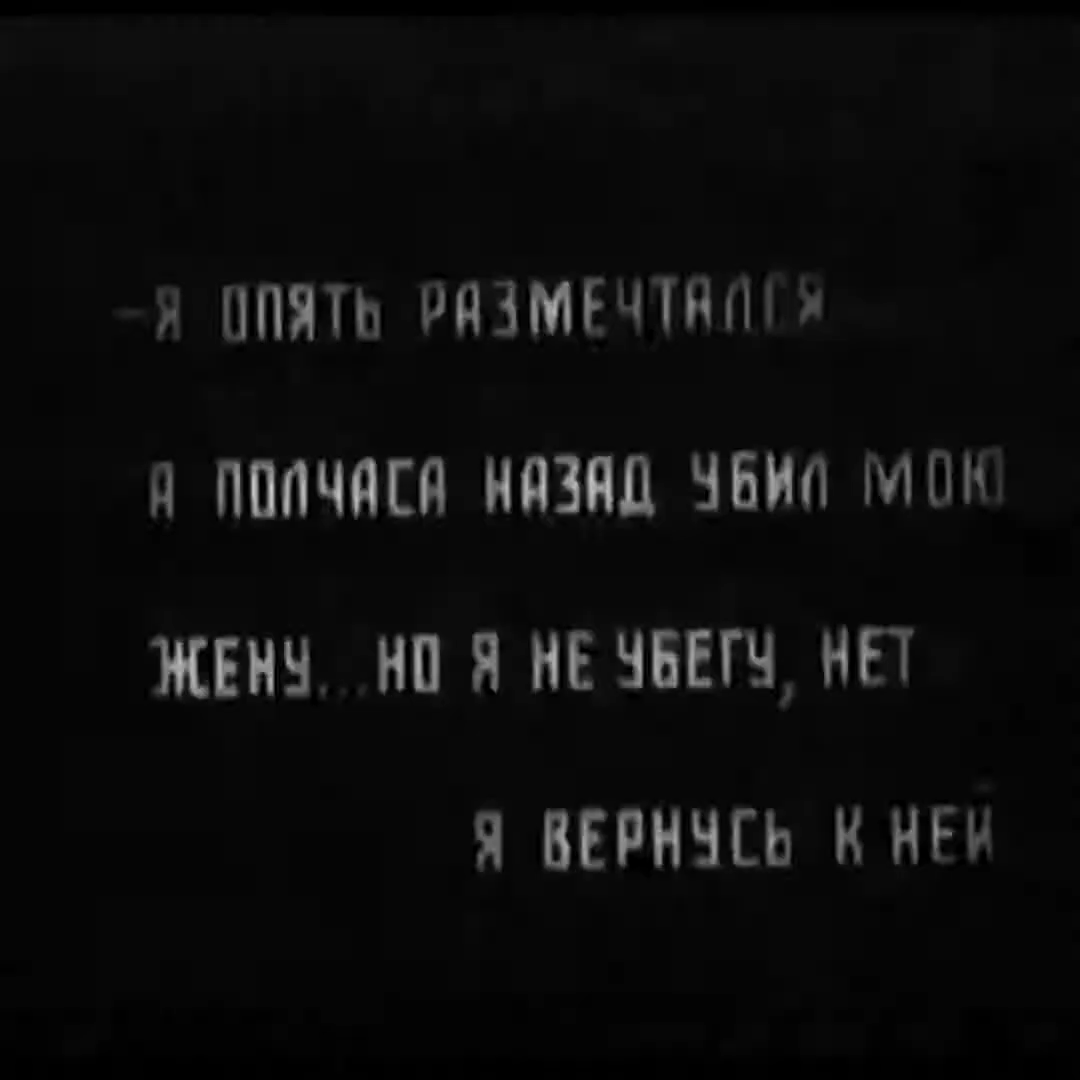 -Я ОПЯТЬ РАЗМЕЧТАЛСЯ
А ПОЛЧАСА НАЗАД УБИЛ МОЮ
ЖЕНУ...НО Я НЕ УБЕГУ, НЕТ
Я ВЕРНУСЬ К НЕЙ